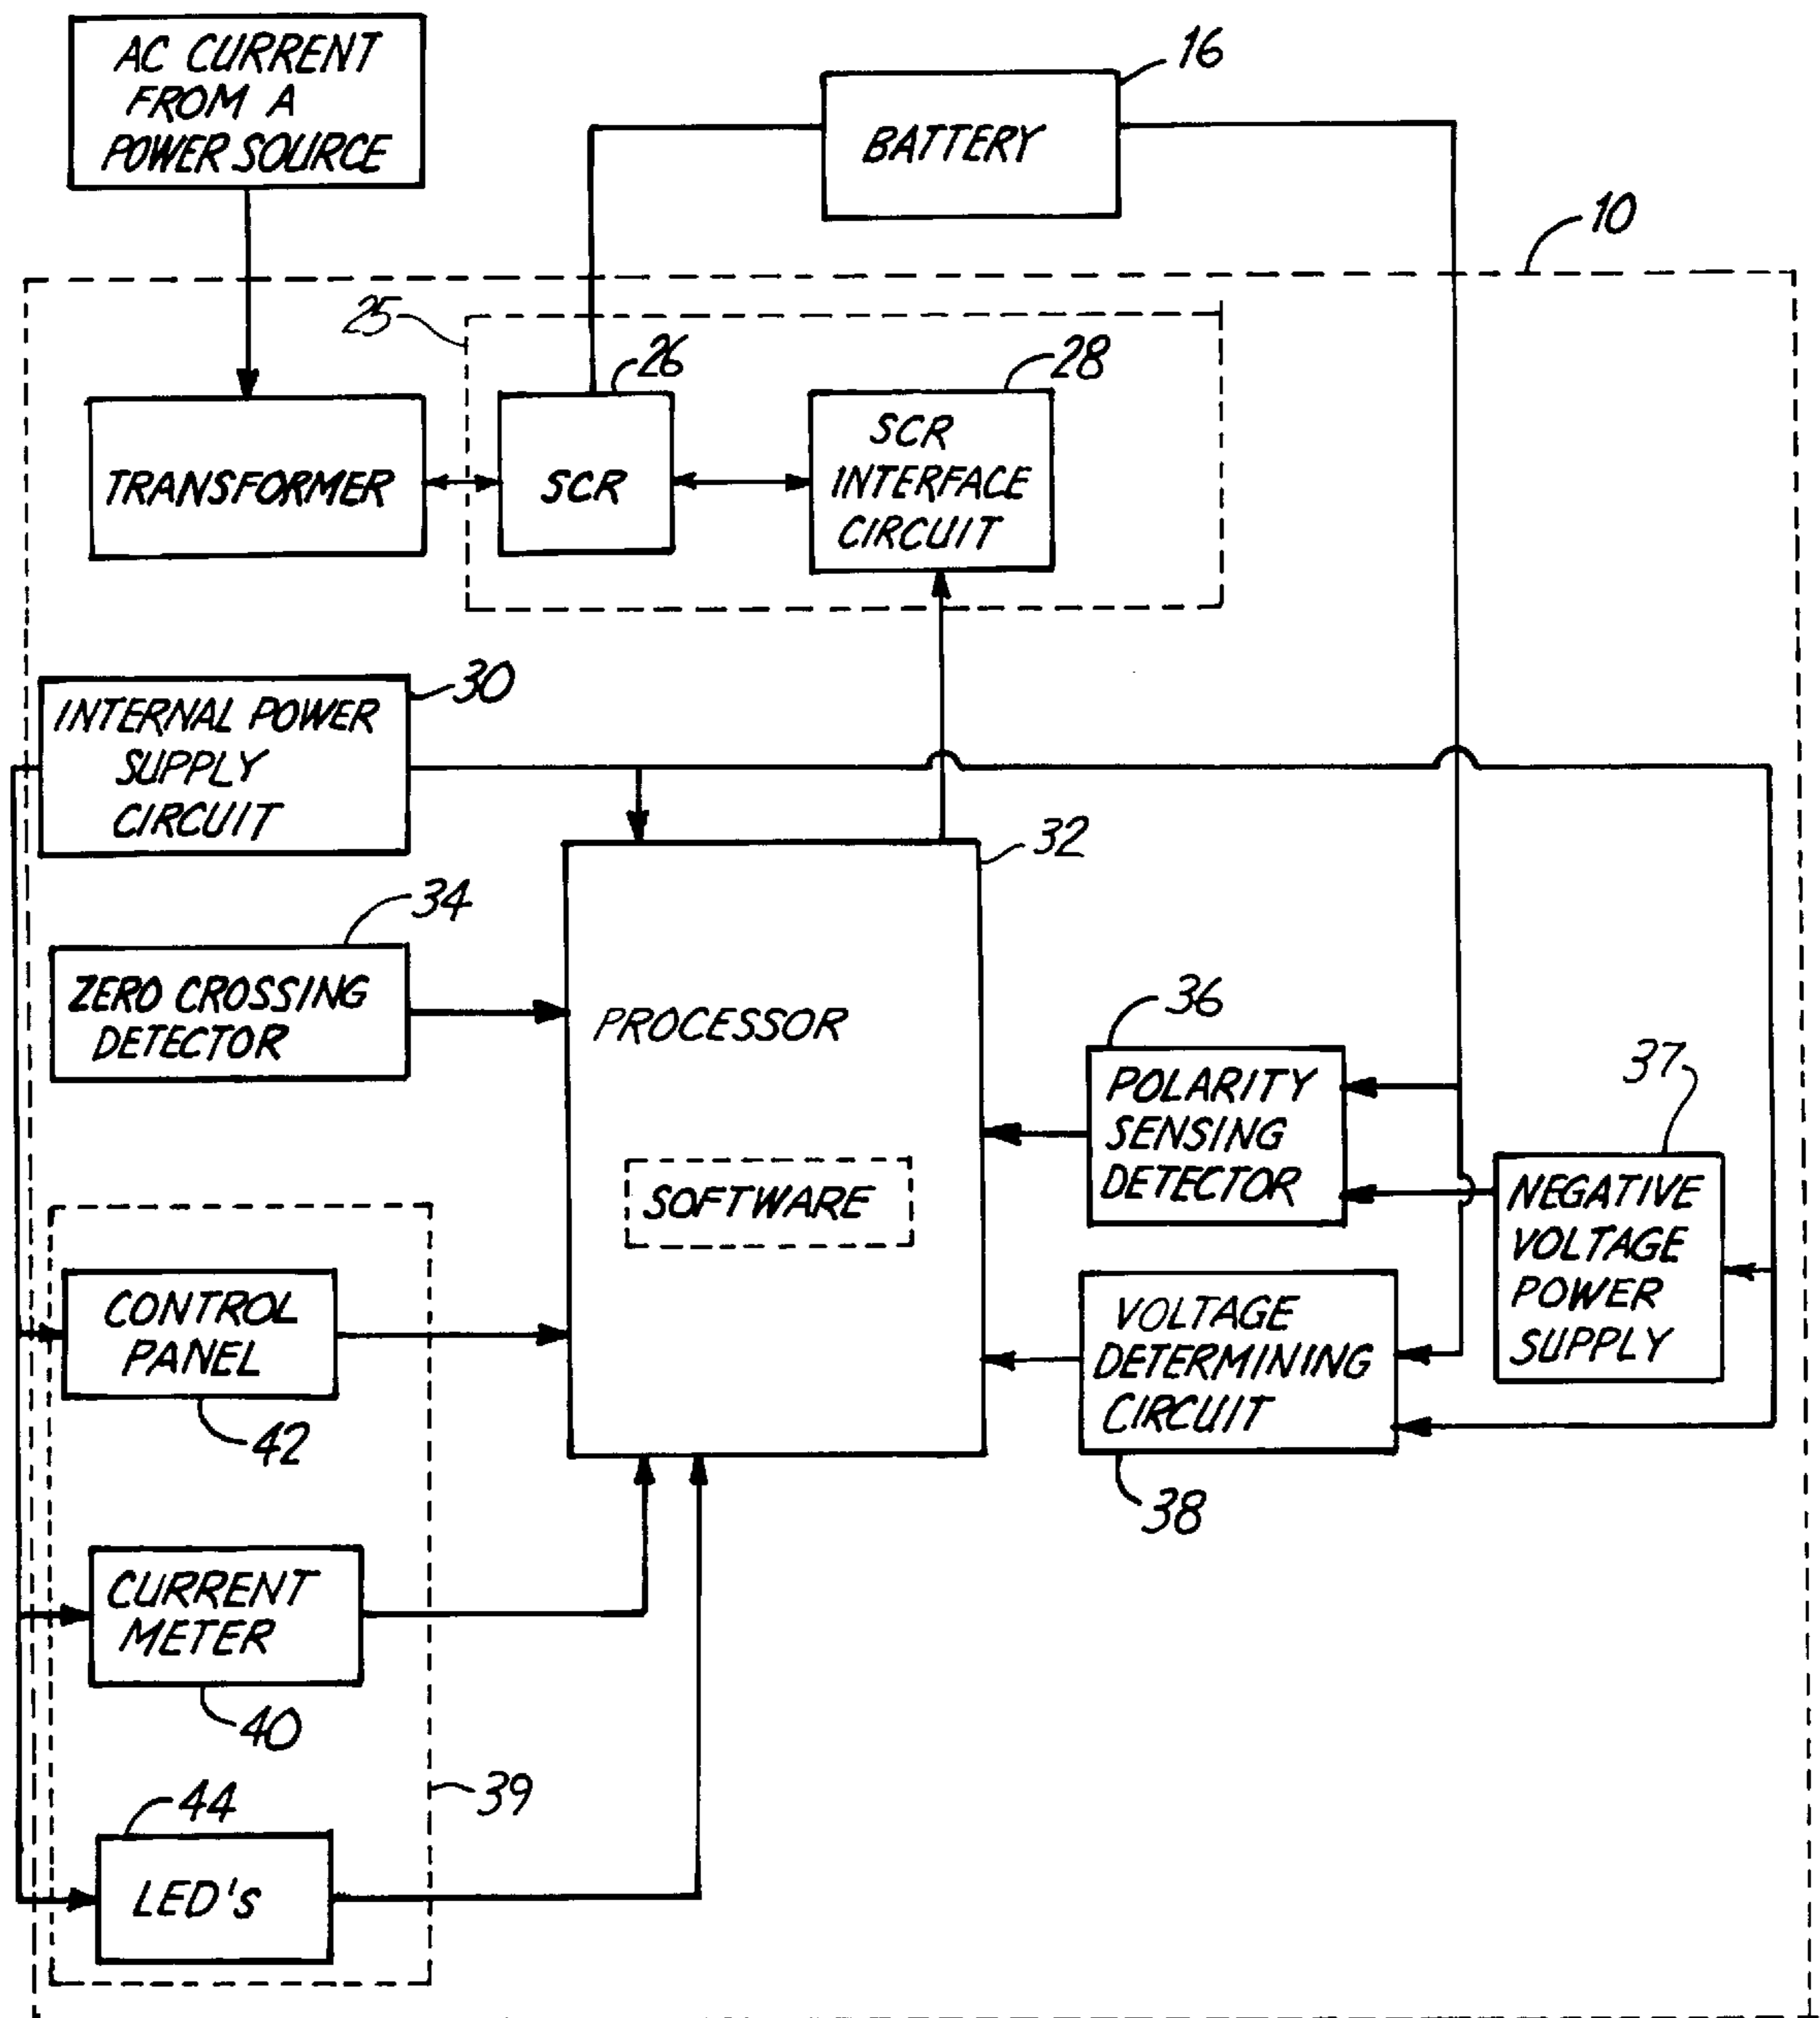 AC CURRENT
FROM A
POWER SOURCE
16
BATTERY
10
25
26
28
TRANSFORMER
SCR
SCR
INTERFACE
CIRCUIT
30
INTERNAL POWER
SUPPLY
CIRCUIT
32
34
ZERO CROSSING
DETECTOR
PROCESSOR
SOFTWARE
36
POLARITY
SENSING
DETECTOR
37
NEGATIVE
VOLTAGE
POWER
SUPPLY
CONTROL
PANEL
42
VOLTAGE
DETERMINING
CIRCUIT
38
CURRENT
METER
40
39
44
LED'S